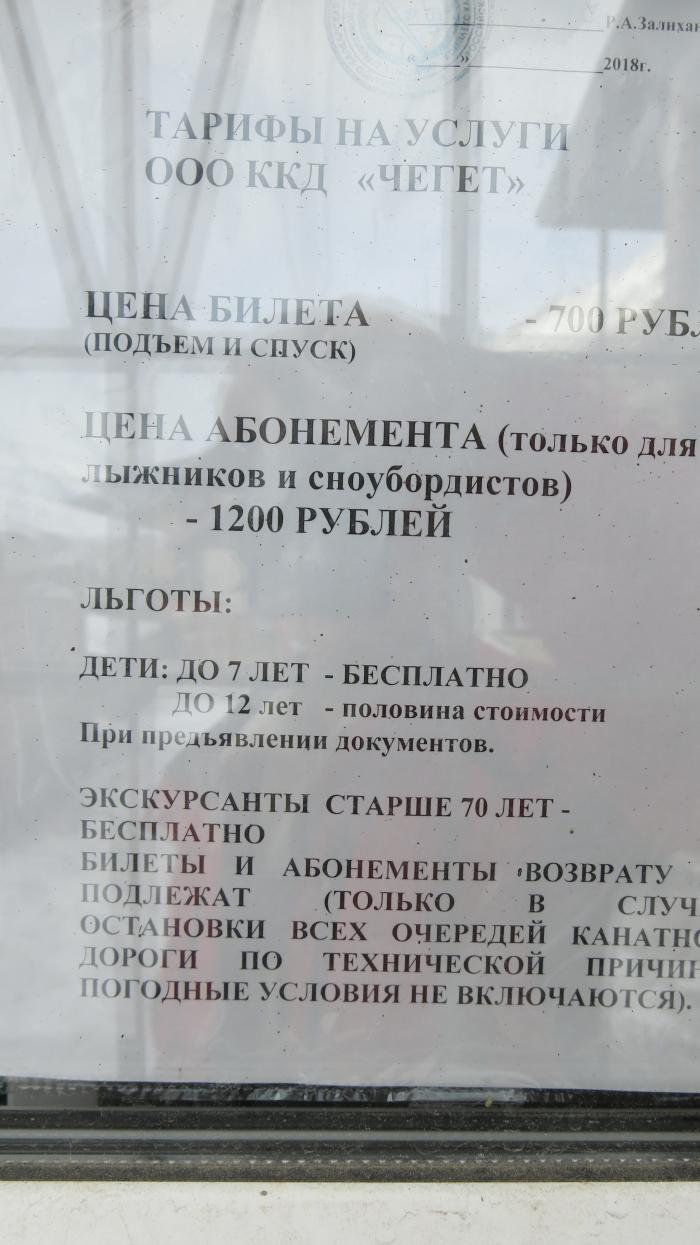 Р.А.Залихан
« » 2018г.
ТАРИФЫ НА УСЛУГИ
ООО ККД «ЧЕГЕТ»
ЦЕНА БИЛЕТА - 700 РУБЛ
(ПОДЪЕМ И СПУСК)
ЦЕНА АБОНЕМЕНТА (только для
лыжников и сноубордистов)
- 1200 РУБЛЕЙ
ЛЬГОТЫ:
ДЕТИ: ДО 7 ЛЕТ - БЕСПЛАТНО
ДО 12 лет - половина стоимости
При предъявлении документов.
ЭКСКУРСАНТЫ СТАРШЕ 70 ЛЕТ -
БЕСПЛАТНО
БИЛЕТЫ И АБОНЕМЕНТЫ ВОЗВРАТУ
ПОДЛЕЖАТ (ТОЛЬКО В СЛУЧ
ОСТАНОВКИ ВСЕХ ОЧЕРЕДЕЙ КАНАТНО
ДОРОГИ ПО ТЕХНИЧЕСКОЙ ПРИЧИН
ПОГОДНЫЕ УСЛОВИЯ НЕ ВКЛЮЧАЮТСЯ).